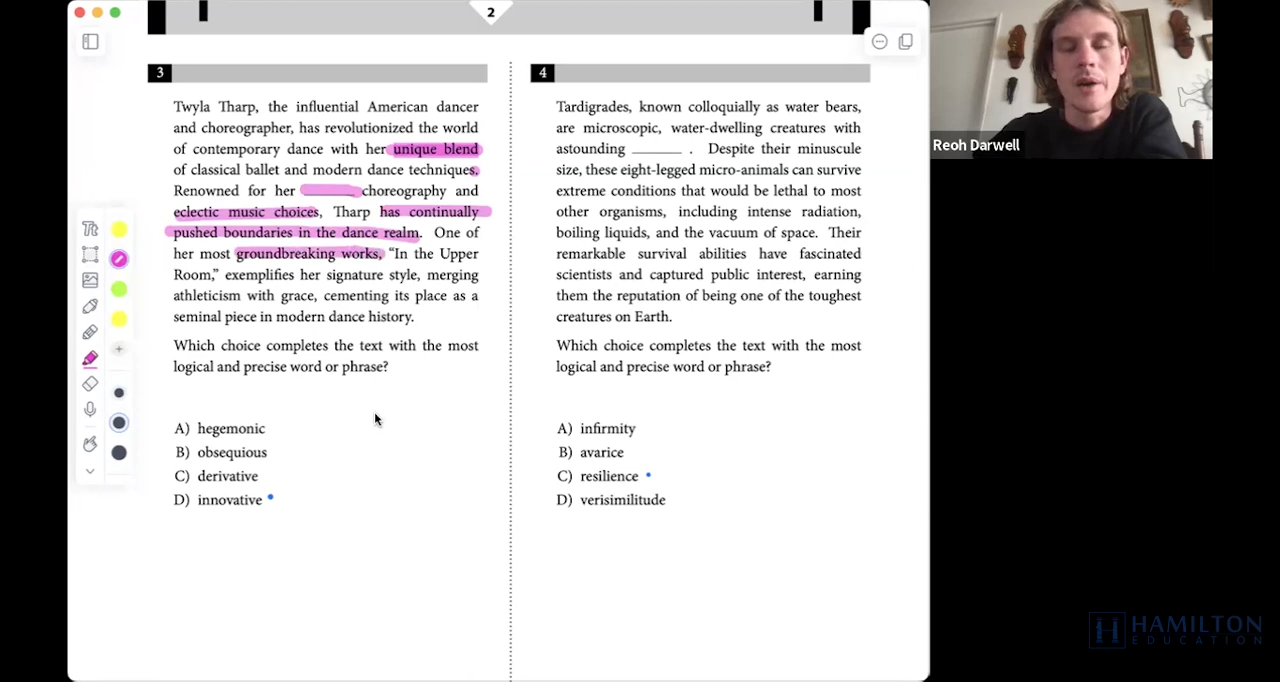 2
3
Twyla Tharp, the influential American dancer
and choreographer, has revolutionized the world
of contemporary dance with her unique blend
of classical ballet and modern dance techniques.
Renowned for her ______ choreography and
eclectic music choices, Tharp has continually
pushed boundaries in the dance realm. One of
her most groundbreaking works, “In the Upper
Room,” exemplifies her signature style, merging
athleticism with grace, cementing its place as a
seminal piece in modern dance history.
Which choice completes the text with the most
logical and precise word or phrase?
A) hegemonic
B) obsequious
C) derivative
D) innovative
4
Tardigrades, known colloquially as water bears,
are microscopic, water-dwelling creatures with
astounding ______ . Despite their minuscule
size, these eight-legged micro-animals can survive
extreme conditions that would be lethal to most
other organisms, including intense radiation,
boiling liquids, and the vacuum of space. Their
remarkable survival abilities have fascinated
scientists and captured public interest, earning
them the reputation of being one of the toughest
creatures on Earth.
Which choice completes the text with the most
logical and precise word or phrase?
A) infirmity
B) avarice
C) resilience
D) verisimilitude
Reoh Darwell
HAMILTON
EDUCATION